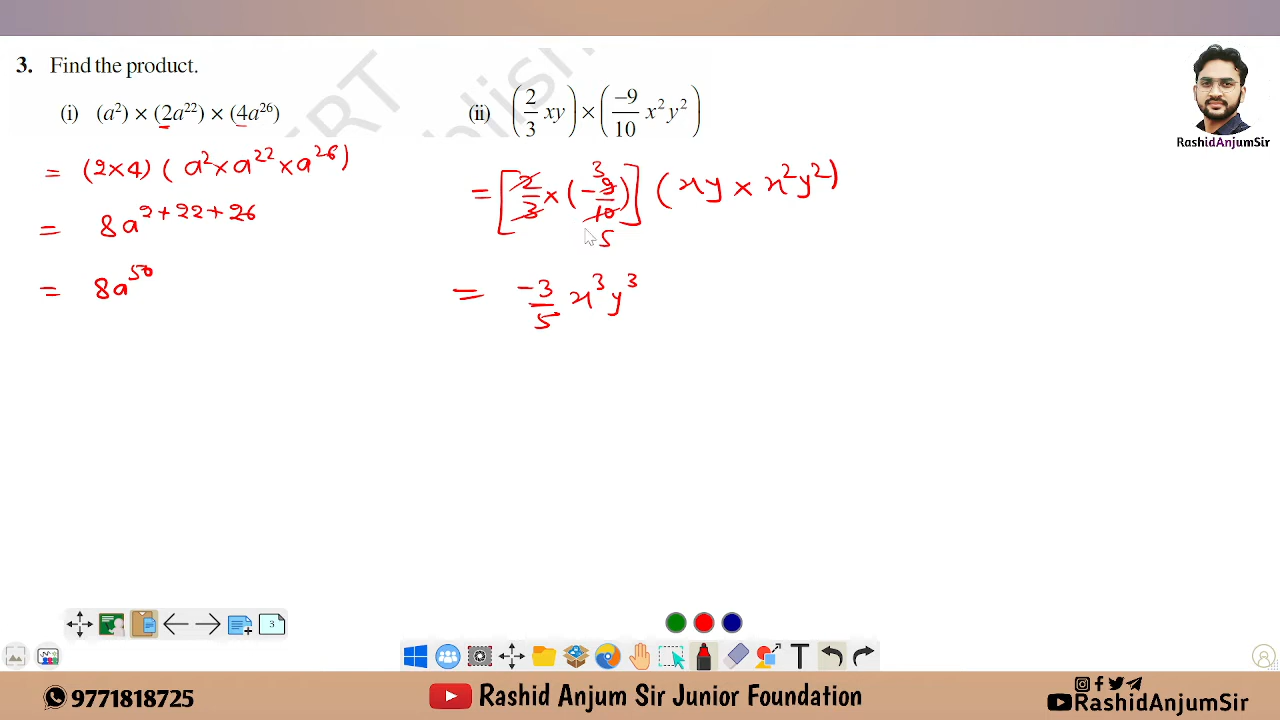 3. Find the product.
(i) (a²) × (2a²²) × (4a²⁶)
= (2×4) (a² × a²² × a²⁶)
= 8a²⁺²²⁺²⁶
= 8a⁵⁰
(ii) (2/3 xy) × (-9/10 x²y²)
= [2/3 × (-9/10)] (xy × x²y²)
3
5
= -3/5 x³y³
RashidAnjumSir
3
9771818725
Rashid Anjum Sir Junior Foundation
RashidAnjumSir